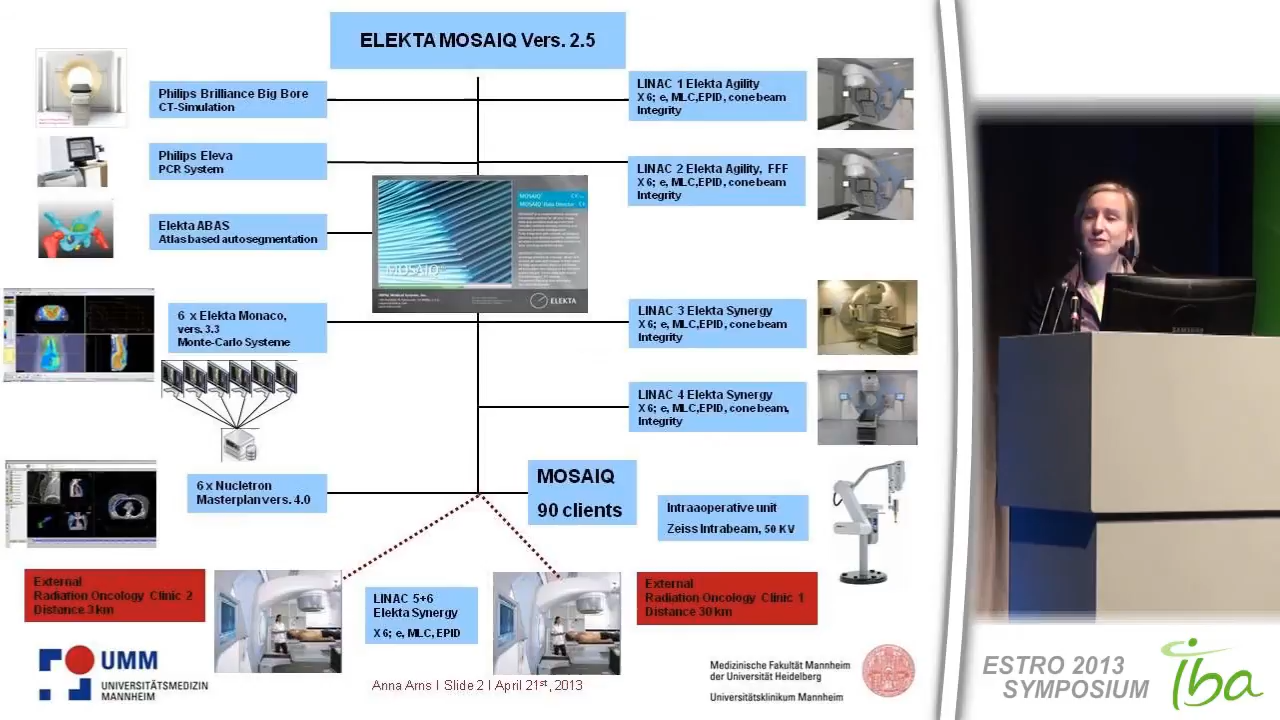 ELEKTA MOSAIQ Vers. 2.5
Philips Brilliance Big Bore
CT-Simulation
Philips Eleva
PCR System
Elekta ABAS
Atlas based autosegmentation
6 x Elekta Monaco,
vers. 3.3
Monte-Carlo Systeme
6 x Nucletron
Masterplan vers. 4.0
MOSAIQ
MOSAIQ Data Director
MOSAIQ
ELEKTA
LINAC 1 Elekta Agility
X 6; e, MLC,EPID, cone beam
Integrity
LINAC 2 Elekta Agility, FFF
X 6; e, MLC,EPID, cone beam
Integrity
LINAC 3 Elekta Synergy
X 6; e, MLC,EPID, cone beam
Integrity
LINAC 4 Elekta Synergy
X 6; e, MLC,EPID, cone beam,
Integrity
MOSAIQ
90 clients
Intraaoperative unit
Zeiss Intrabeam, 50 KV
External
Radiation Oncology Clinic 2
Distance 3 km
LINAC 5+6
Elekta Synergy
X 6; e, MLC, EPID
External
Radiation Oncology Clinic 1
Distance 30 km
UMM
UNIVERSITÄTSMEDIZIN
MANNHEIM
Anna Arns I Slide 2 I April 21st, 2013
Medizinische Fakultät Mannheim
der Universität Heidelberg
Universitätsklinikum Mannheim
SAMSUNG
ESTRO 2013
SYMPOSIUM
iba